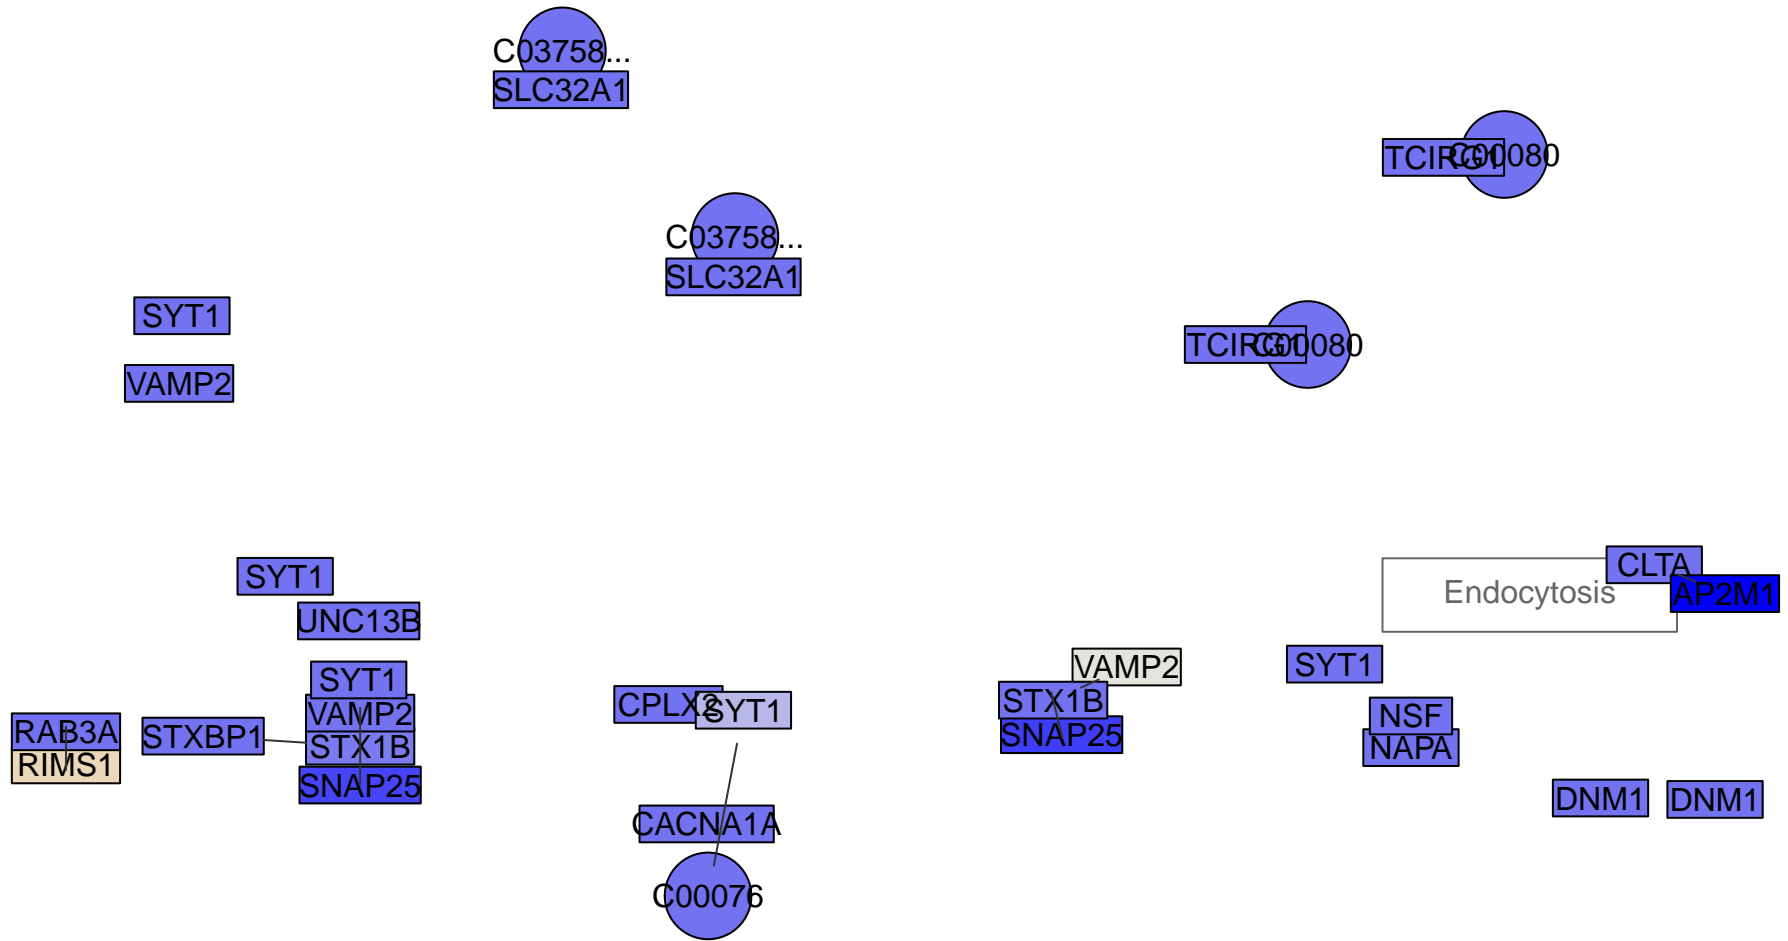 C03758...
SLC32A1
TCIRG1
C00080
C03758...
SLC32A1
SYT1
TCIRG1
C00080
VAMP2
SYT1
UNC13B
CLTA
Endocytosis
AP2M1
SYT1
VAMP2
RAB3A
RIMS1
STXBP1
STX1B
SNAP25
CPLX2
SYT1
CACNA1A
C00076
VAMP2
STX1B
SNAP25
SYT1
NSF
NAPA
DNM1
DNM1